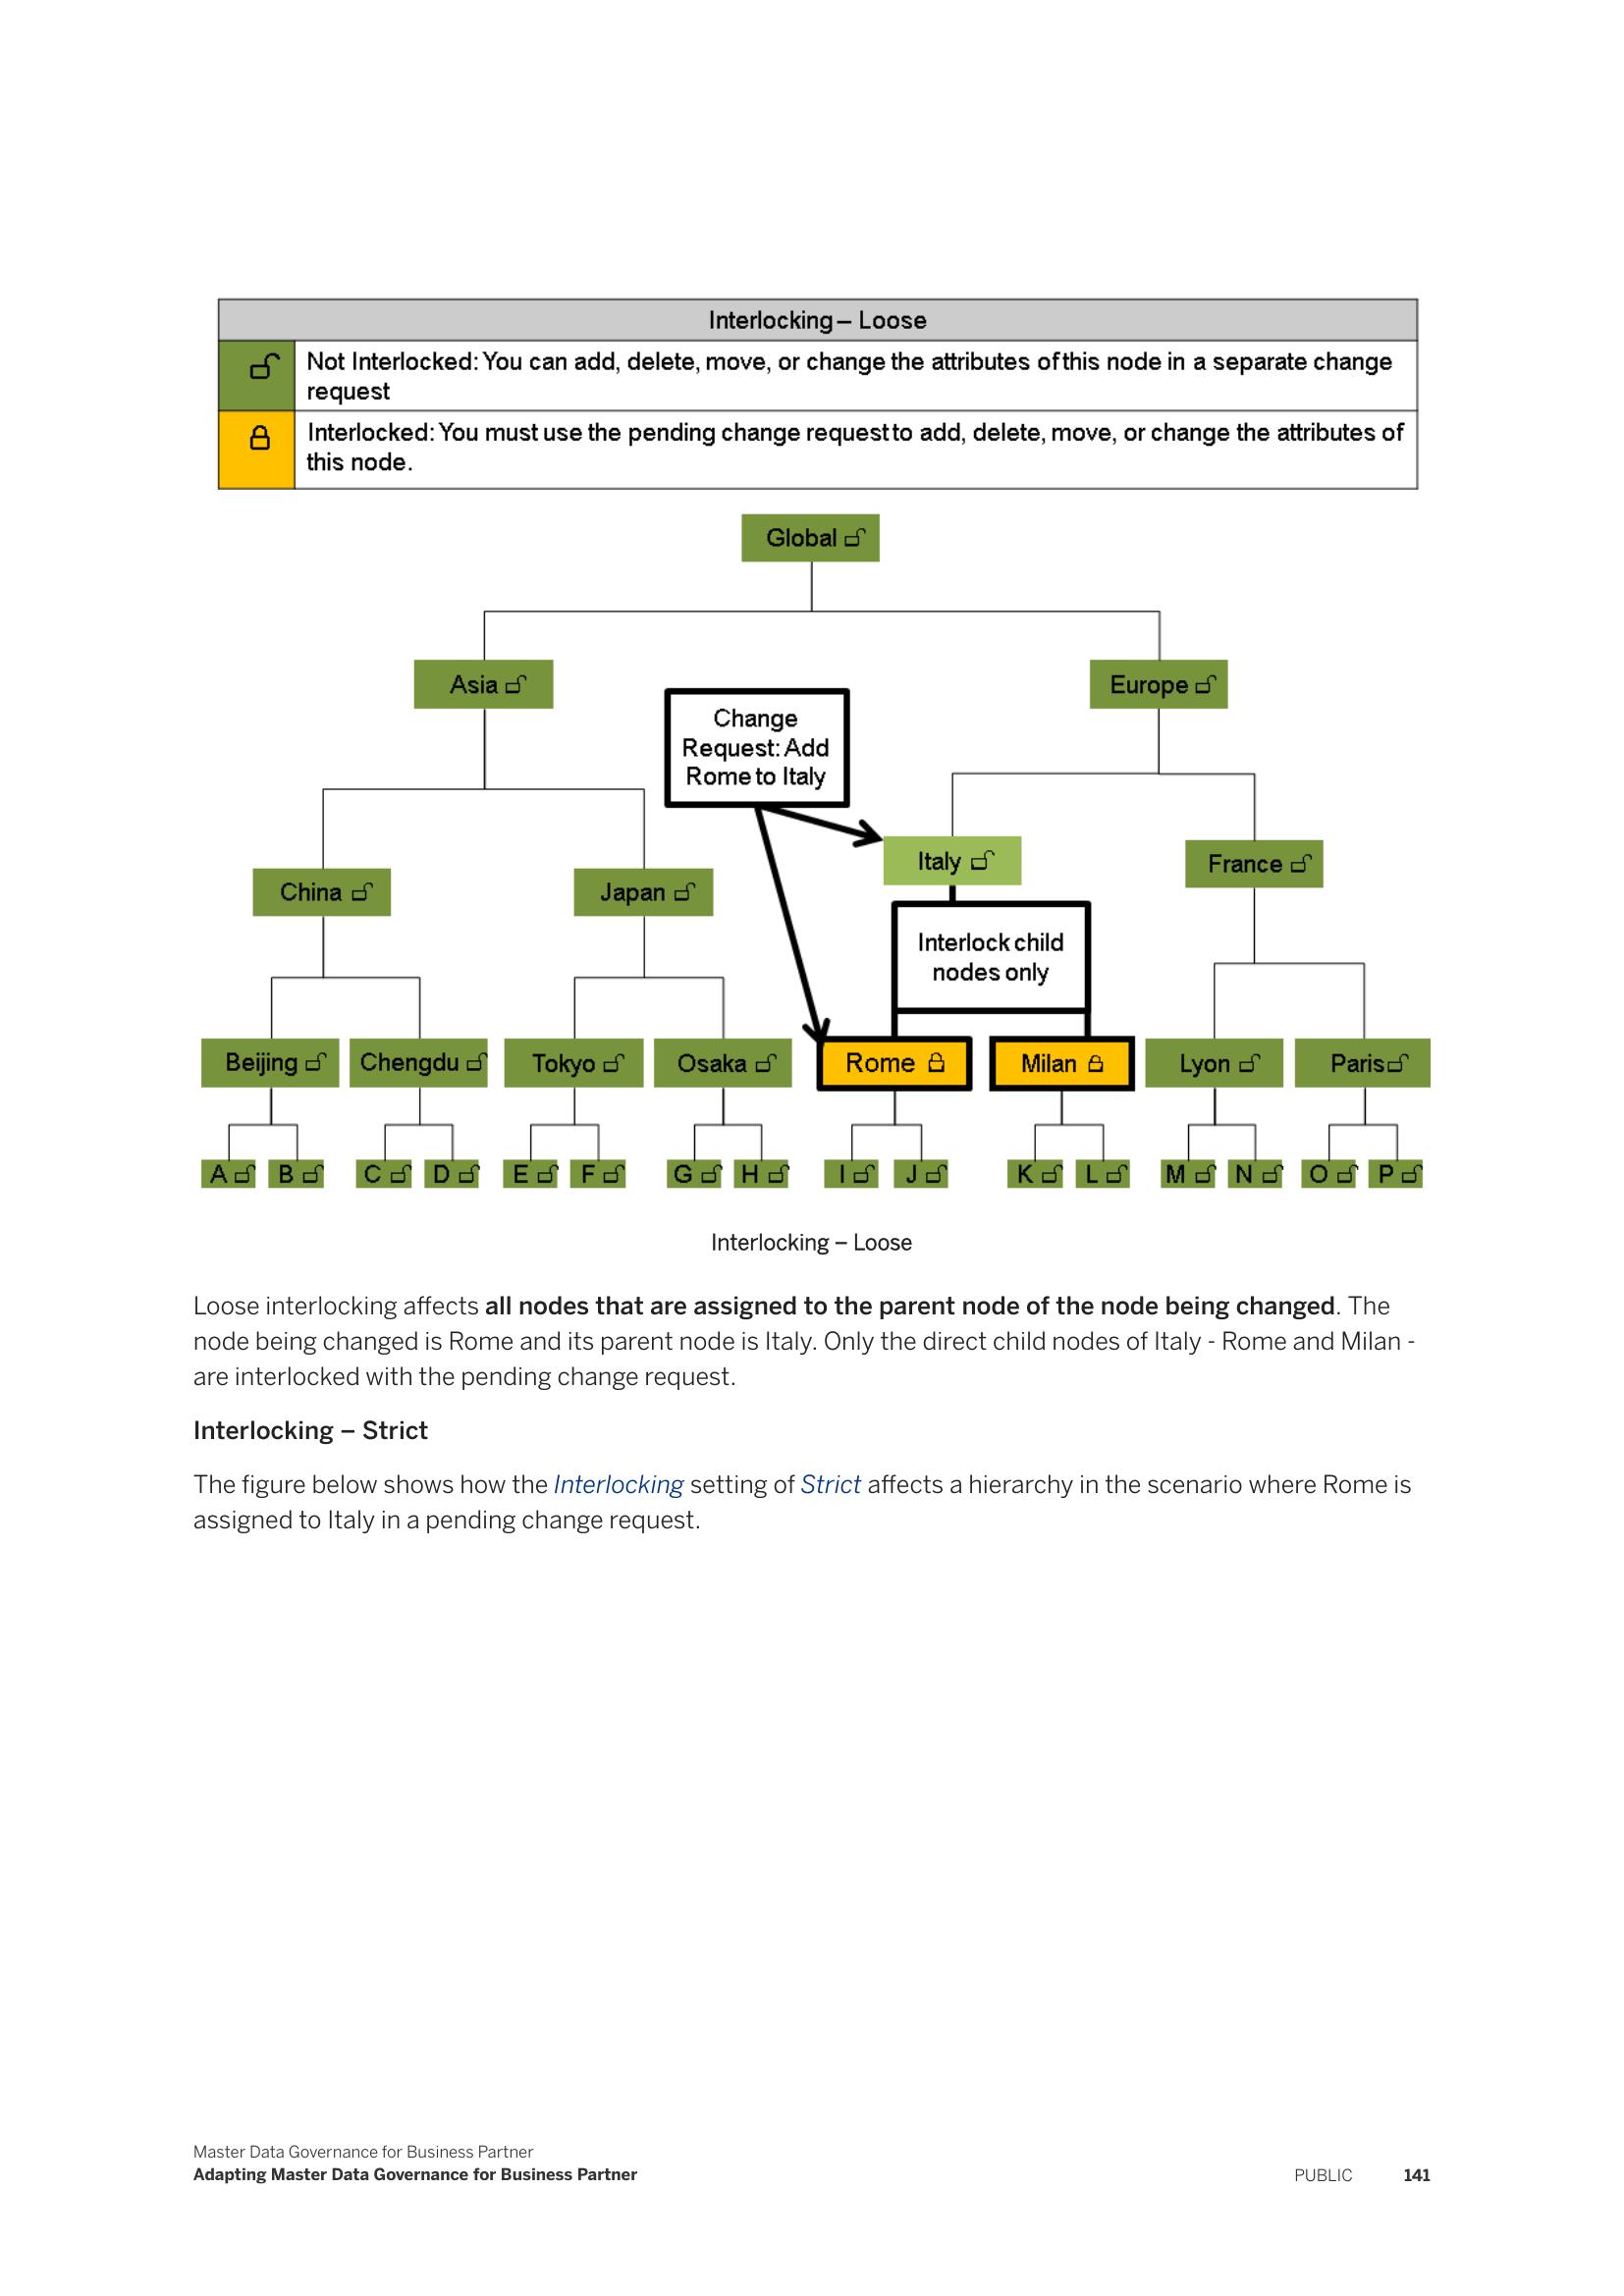 Interlocking – Loose
Not Interlocked: You can add, delete, move, or change the attributes of this node in a separate change
request
Interlocked: You must use the pending change request to add, delete, move, or change the attributes of
this node.
Global
Asia
Europe
Change
Request: Add
Rome to Italy
Italy
France
China
Japan
Interlock child
nodes only
Beijing
Chengdu
Tokyo
Osaka
Rome
Milan
Lyon
Paris
A B C D E F G H I J K L M N O P
Interlocking – Loose
Loose interlocking affects all nodes that are assigned to the parent node of the node being changed. The
node being changed is Rome and its parent node is Italy. Only the direct child nodes of Italy - Rome and Milan -
are interlocked with the pending change request.
Interlocking – Strict
The figure below shows how the Interlocking setting of Strict affects a hierarchy in the scenario where Rome is
assigned to Italy in a pending change request.
Master Data Governance for Business Partner
Adapting Master Data Governance for Business Partner
PUBLIC 141